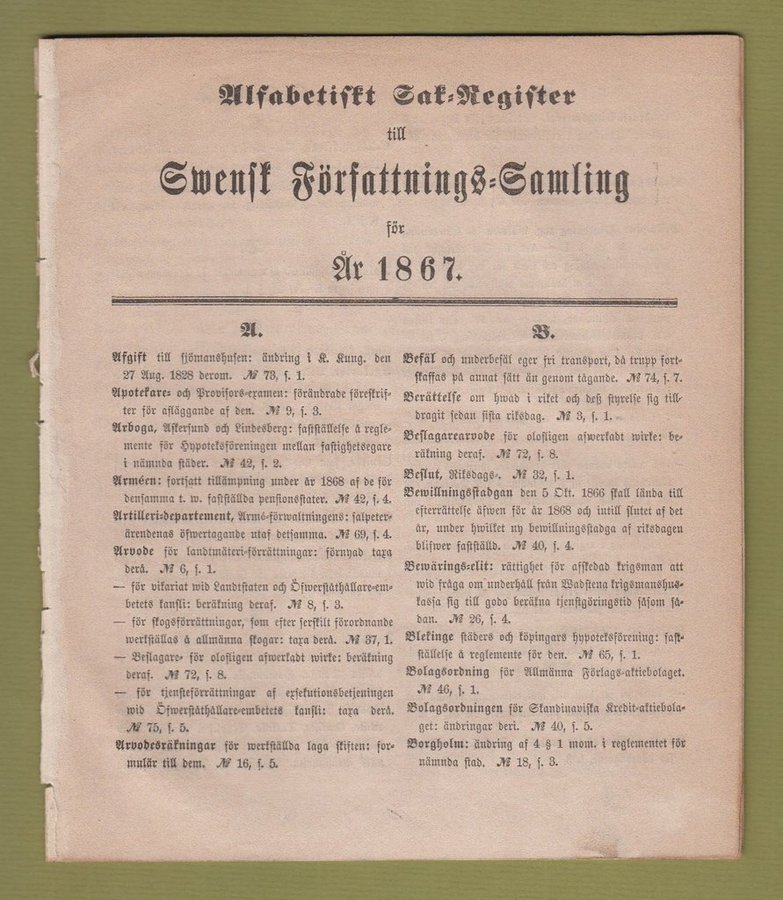 Alfabetiskt Sak-Register
till
Swensk Författnings-Samling
för
År 1867.
A.
Afgift till sjömanshusen: ändring i K. Kung. den
27 Aug. 1828 derom. № 73, s. 1.
Apotekare- och Provisors-examen: förändrade föreskrif-
ter för afläggande af den. № 9, s. 3.
Arboga, Askersund och Lindesberg: fastställelse å regle-
mente för Hypoteksföreningen mellan fastighetsegare
i nämnda städer. № 42, s. 2.
Arméen: fortsatt tillämpning under år 1868 af de för
densamma t. w. fastställda pensionsstater. № 42, s. 4.
Artilleri-departement, Armé-förwaltningens: salpeter-
ärendenas öfwertagande utaf detsamma. № 69, s. 4.
Arvode för landtmäteri-förrättningar: förnyad taxa
derå. № 6, s. 1.
— för vikariat wid Landtstaten och Öfwerståthållare-em-
betets kansli: beräkning deraf. № 8, s. 3.
— för skogsförrättningar, som efter serskilt förordnande
werkställas å allmänna skogar: taxa derå. № 37, 1.
— Beslagare- för olofligen afwerkadt wirke: beräkning
deraf. № 72, s. 8.
— för tjensteförrättningar af exsekutionsbetjeningen
wid Öfwerståthållare-embetets kansli: taxa derå.
№ 75, s. 5.
Arvodesräkningar för werkställda laga skiften: for-
mulär till dem. № 16, s. 5.
B.
Befäl och underbefäl eger fri transport, då trupp fort-
skaffas på annat sätt än genom tågande. № 74, s. 7.
Berättelse om hwad i riket och deß styrelse sig till-
dragit sedan sista riksdag. № 3, s. 1.
Beslagarearvode för olofligen afwerkadt wirke: be-
räkning deraf. № 72, s. 8.
Beslut, Riksdags-. № 32, s. 1.
Bewillningsstadgan den 5 Okt. 1866 skall lända till
efterrättelse äfwen för år 1868 och intill slutet af det
år, under hwilket ny bewillningsstadga af riksdagen
blifwer fastställd. № 40, s. 4.
Bewärings-elit: rättighet för afskedad krigsman att
wid fråga om underhåll från Wadstena krigsmanshus-
kassa sig till godo beräkna tjenstgöringstid såsom så-
dan. № 26, s. 4.
Blekinge städers och köpingars hypoteksförening: fast-
ställelse å reglemente för den. № 65, s. 1.
Bolagsordning för Allmänna Förlags-aktiebolaget.
№ 46, s. 1.
Bolagsordningen för Skandinaviska Kredit-aktiebola-
get: ändringar deri. № 40, s. 5.
Borgholm: ändring af 4 § 1 mom. i reglementet för
nämnda stad. № 18, s. 3.